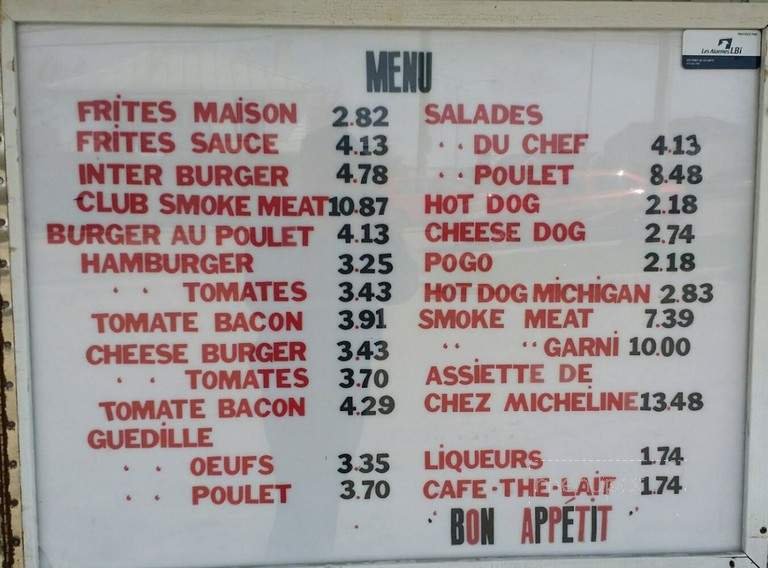 MENU
FRITES MAISON 2.82
FRITES SAUCE 4.13
INTER BURGER 4.78
CLUB SMOKE MEAT 10.87
BURGER AU POULET 4.13
HAMBURGER 3.25
" TOMATES 3.43
TOMATE BACON 3.91
CHEESE BURGER 3.43
" TOMATES 3.70
TOMATE BACON 4.29
GUEDILLE
" OEUFS 3.35
" POULET 3.70
SALADES
" DU CHEF 4.13
" POULET 8.48
HOT DOG 2.18
CHEESE DOG 2.74
POGO 2.18
HOT DOG MICHIGAN 2.83
SMOKE MEAT 7.39
" " GARNI 10.00
ASSIETTE DE
CHEZ MICHELINE 13.48
LIQUEURS 1.74
CAFE·THE·LAIT 1.74
" BON APPÉTIT "
Les Alarmes LBi